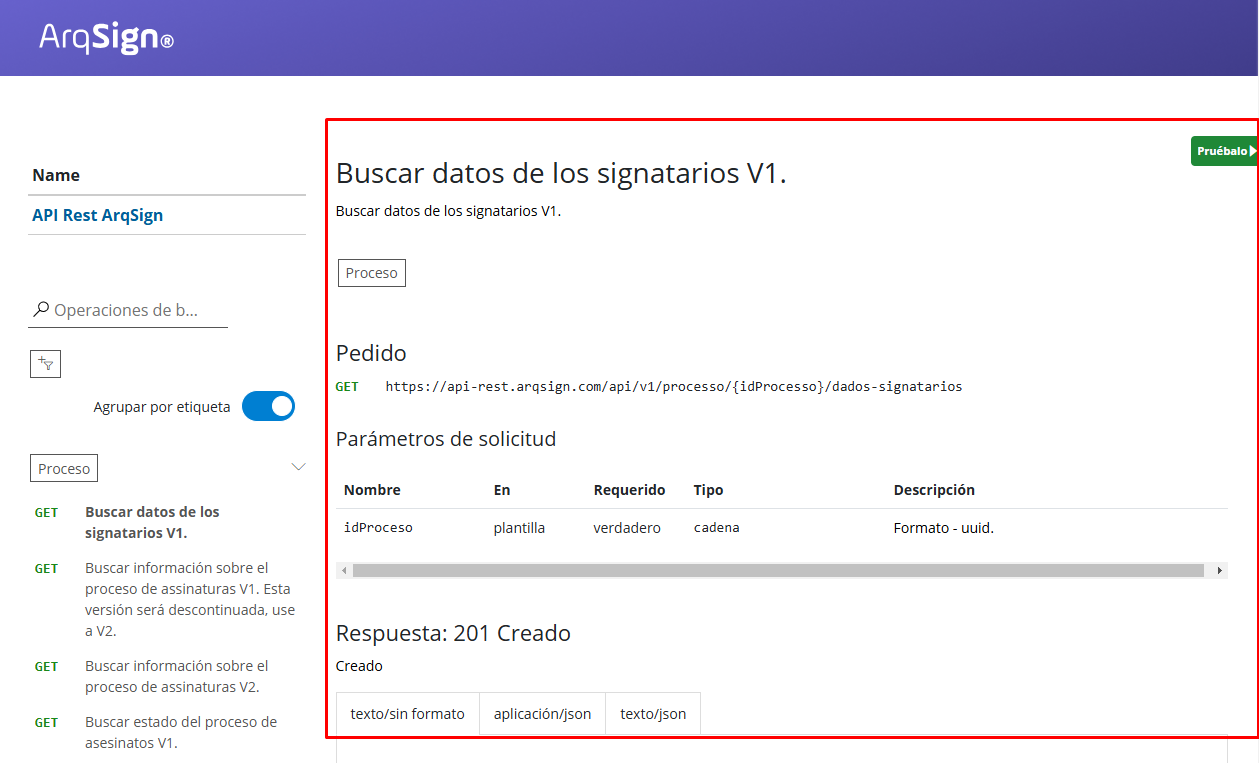 ArqSign®
Name
API Rest ArqSign
Operaciones de b...
Agrupar por etiqueta
Proceso
GET Buscar datos de los
signatarios V1.
GET Buscar información sobre el
proceso de assinaturas V1. Esta
versión será descontinuada, use
a V2.
GET Buscar información sobre el
proceso de assinaturas V2.
GET Buscar estado del proceso de
asesinatos V1.
Pruébalo
Buscar datos de los signatarios V1.
Buscar datos de los signatarios V1.
Proceso
Pedido
GET https://api-rest.arqsign.com/api/v1/processo/{idProcesso}/dados-signatarios
Parámetros de solicitud
Nombre En Requerido Tipo Descripción
idProceso plantilla verdadero cadena Formato - uuid.
Respuesta: 201 Creado
Creado
texto/sin formato aplicación/json texto/json